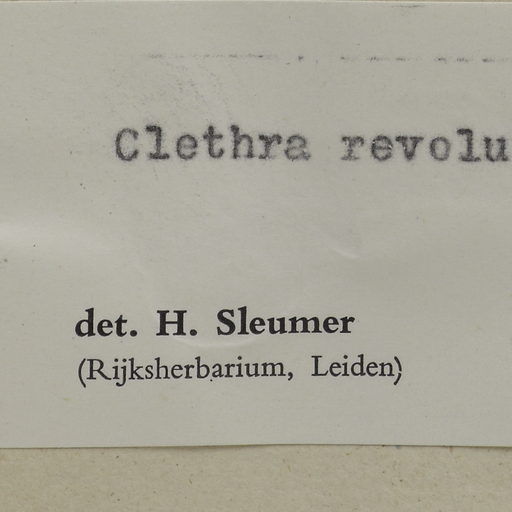 Clethra revolu
det. H. Sleumer
(Rijksherbarium, Leiden)